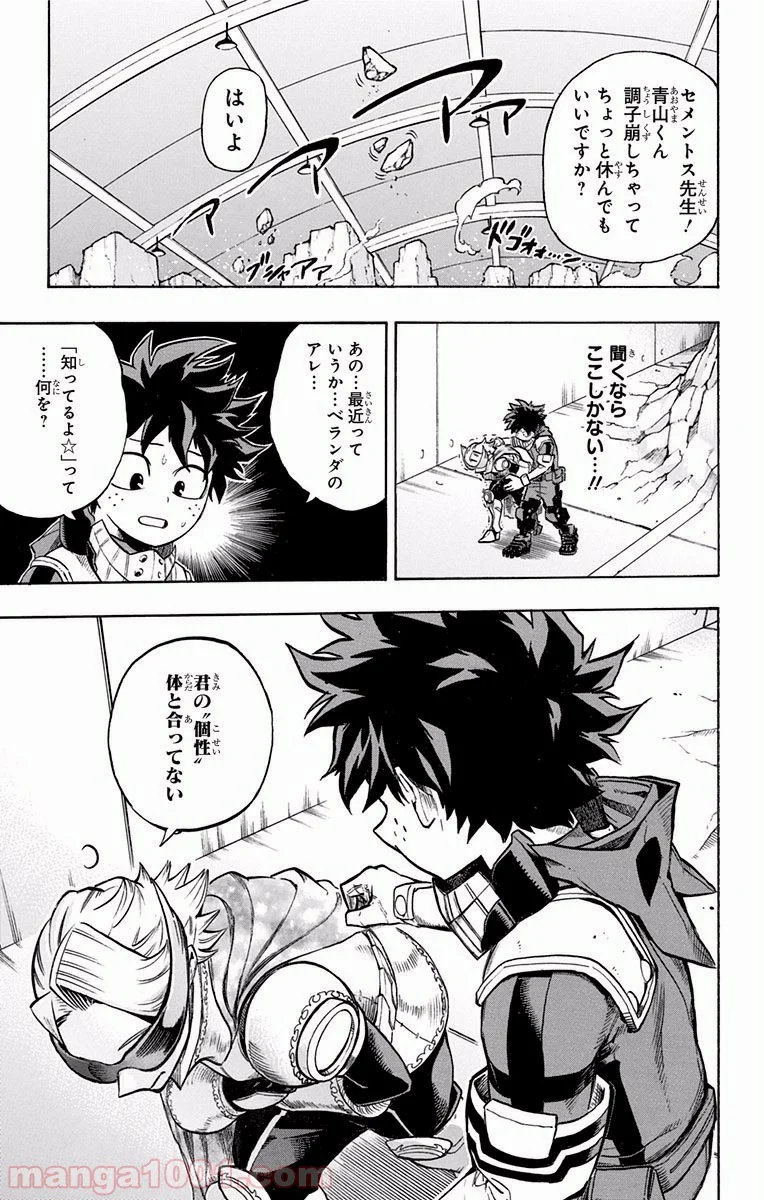 セメントス先生！
青山くん
調子崩しちゃって
ちょっと休んでも
いいですか？
はいよ
アアア
ドゴォォ……ン
ブシャアアァ
聞くなら
ここしかない…!!
あの…最近って
いうか…ベランダの
アレ…
「知ってるよ☆」って
……何を？
君の〝個性〟
体と合ってない